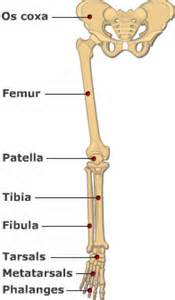 Os coxa
Femur
Patella
Tibia
Fibula
Tarsals
Metatarsals
Phalanges